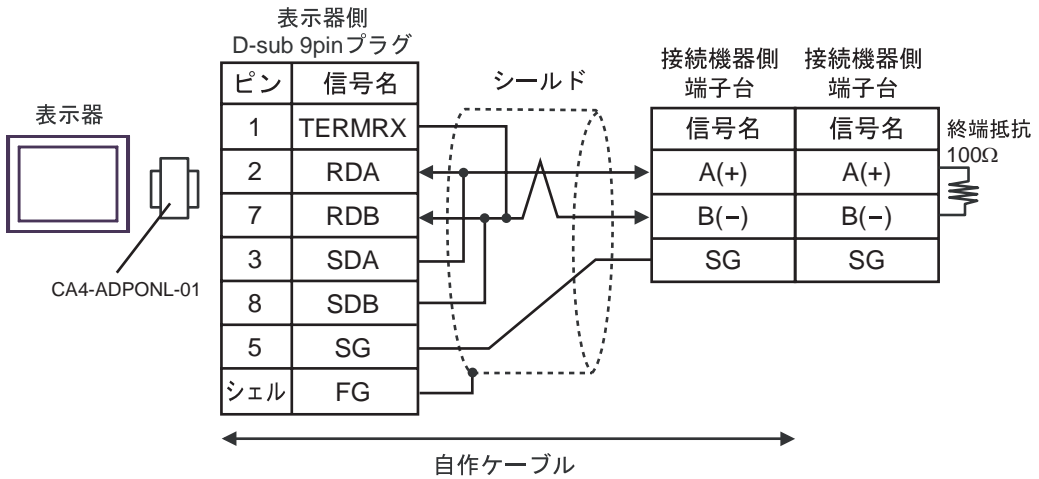 表示器側
D-sub 9pinプラグ
接続機器側
端子台
接続機器側
端子台
表示器
CA4-ADPONL-01
シールド
ピン 信号名
1 TERMRX
2 RDA
7 RDB
3 SDA
8 SDB
5 SG
シェル FG
信号名 信号名
A(+) A(+)
B(−) B(−)
SG SG
終端抵抗
100Ω
自作ケーブル